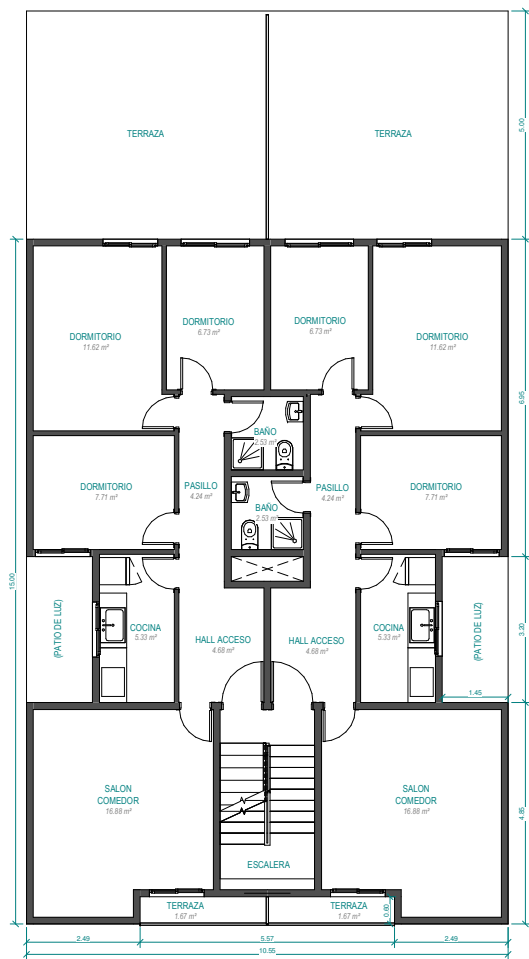 TERRAZA
TERRAZA
5.00
DORMITORIO
11.62 m²
DORMITORIO
6.73 m²
DORMITORIO
6.73 m²
DORMITORIO
11.62 m²
6.95
BAÑO
2.53 m²
DORMITORIO
7.71 m²
PASILLO
4.24 m²
PASILLO
4.24 m²
DORMITORIO
7.71 m²
BAÑO
2.53 m²
15.00
(PATIO DE LUZ)
COCINA
5.33 m²
HALL ACCESO
4.68 m²
HALL ACCESO
4.68 m²
COCINA
5.33 m²
(PATIO DE LUZ)
3.20
1.45
SALON
COMEDOR
16.88 m²
SALON
COMEDOR
16.88 m²
4.85
ESCALERA
TERRAZA
1.67 m²
TERRAZA
1.67 m²
0.60
2.49
5.57
2.49
10.55